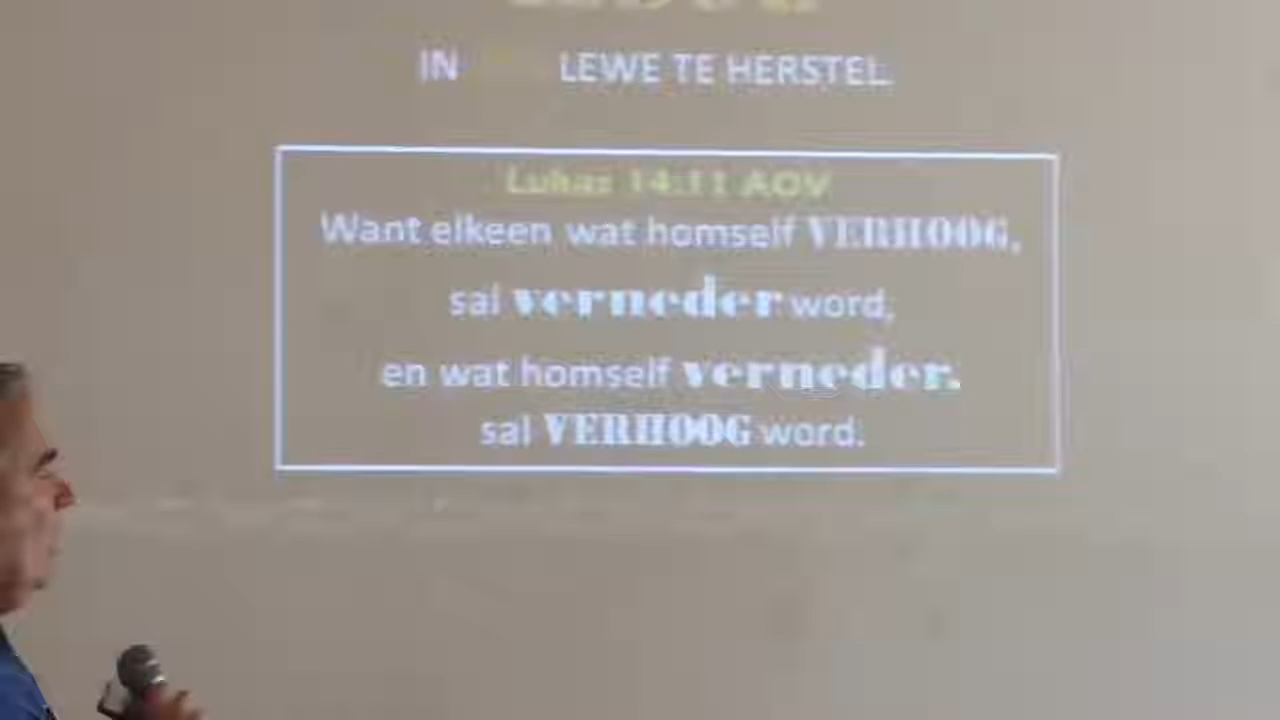 IN LEWE TE HERSTEL.
Lukas 14:11 AOV
Want elkeen wat homself VERHOOG,
sal verneder word,
en wat homself verneder,
sal VERHOOG word.